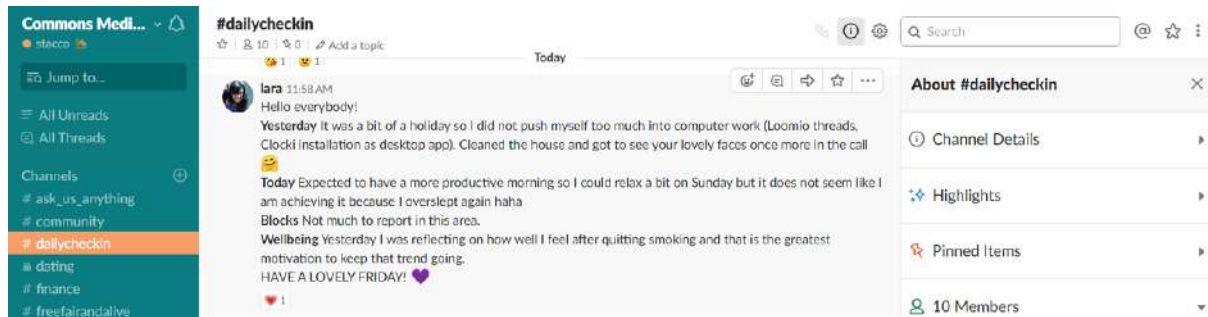 Commons Medi...
stacco
Jump to...
All Unreads
All Threads
Channels
# ask_us_anything
# community
# dailycheckin
dating
# finance
# freefairandalive
#dailycheckin
10 | 0 | Add a topic
1 1
Today
lara 11:58 AM
Hello everybody!
Yesterday It was a bit of a holiday so I did not push myself too much into computer work (Loomio threads,
Clocki installation as desktop app). Cleaned the house and got to see your lovely faces once more in the call
🤗
Today Expected to have a more productive morning so I could relax a bit on Sunday but it does not seem like I
am achieving it because I overslept again haha
Blocks Not much to report in this area.
Wellbeing Yesterday I was reflecting on how well I feel after quitting smoking and that is the greatest
motivation to keep that trend going.
HAVE A LOVELY FRIDAY! 💜
1
Search
About #dailycheckin
Channel Details
Highlights
Pinned Items
10 Members